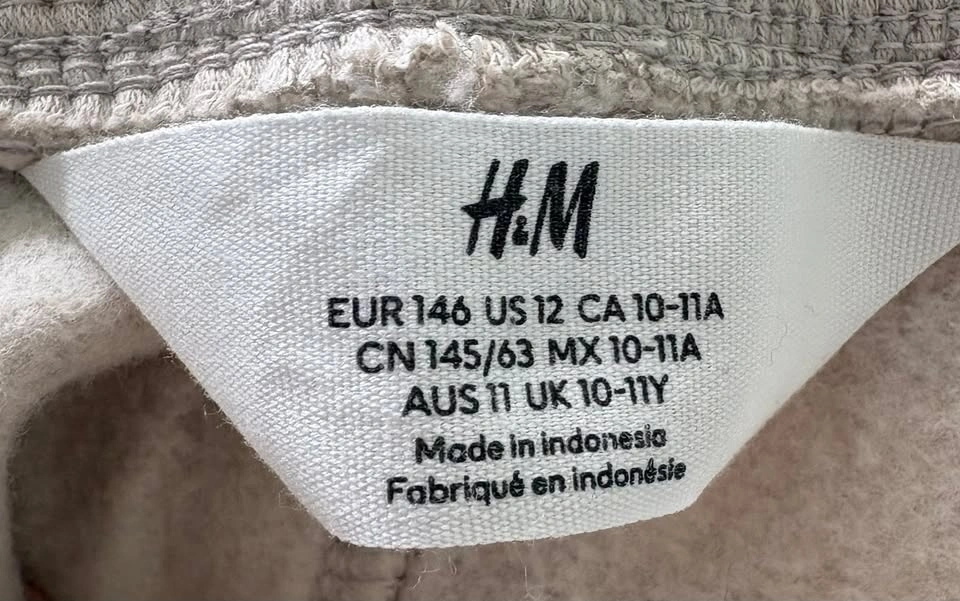 H&M
EUR 146 US 12 CA 10-11A
CN 145/63 MX 10-11A
AUS 11 UK 10-11Y
Made in indonesia
Fabriqué en indonésie